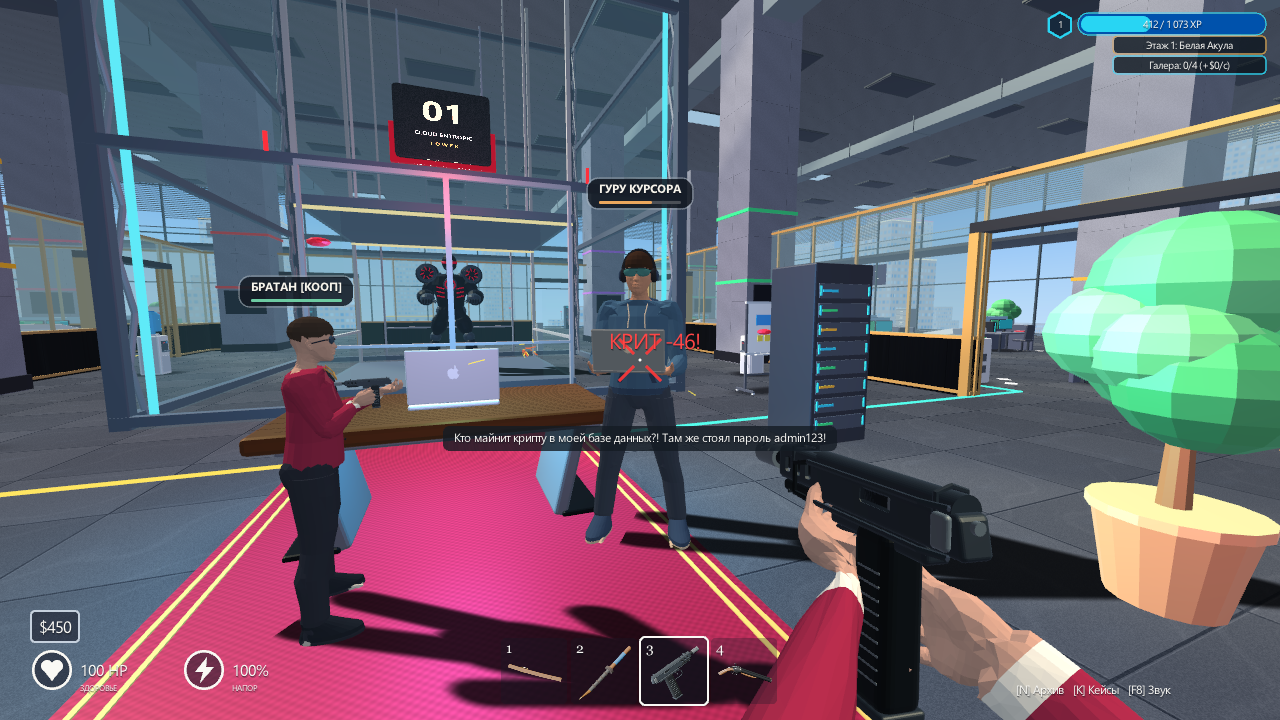 1
412 / 1 073 XP
Этаж 1: Белая Акула
Галера: 0/4 (+$0/с)
01
CLOUD ENTROPIC
TOWER
ГУРУ КУРСОРА
БРАТАН [КООП]
КРИТ -46!
Кто майнит крипту в моей базе данных?! Там же стоял пароль admin123!
$450
100 HP
ЗДОРОВЬЕ
100%
НАПОР
1
2
3
4
[N] Архив [K] Кейсы [F8] Звук